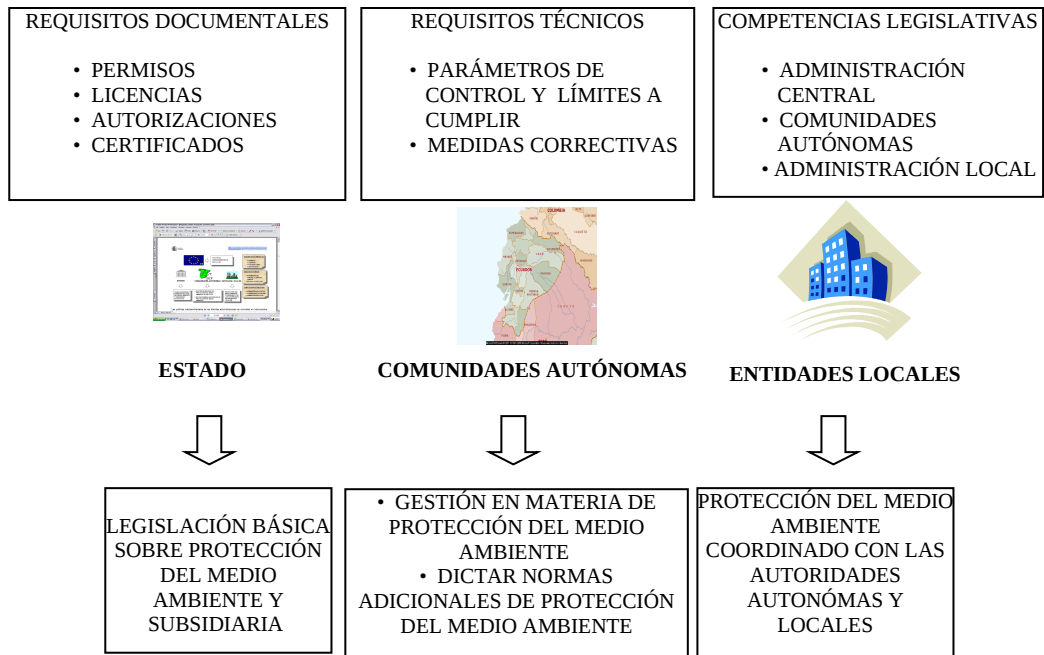 REQUISITOS DOCUMENTALES
• PERMISOS
• LICENCIAS
• AUTORIZACIONES
• CERTIFICADOS
REQUISITOS TÉCNICOS
• PARÁMETROS DE
CONTROL Y LÍMITES A
CUMPLIR
• MEDIDAS CORRECTIVAS
COMPETENCIAS LEGISLATIVAS
• ADMINISTRACIÓN
CENTRAL
• COMUNIDADES
AUTÓNOMAS
• ADMINISTRACIÓN LOCAL
COLOMBIA
ECUADOR
ESTADO
COMUNIDADES AUTÓNOMAS
ENTIDADES LOCALES
LEGISLACIÓN BÁSICA
SOBRE PROTECCIÓN
DEL MEDIO
AMBIENTE Y
SUBSIDIARIA
• GESTIÓN EN MATERIA DE
PROTECCIÓN DEL MEDIO
AMBIENTE
• DICTAR NORMAS
ADICIONALES DE PROTECCIÓN
DEL MEDIO AMBIENTE
PROTECCIÓN DEL MEDIO
AMBIENTE
COORDINADO CON LAS
AUTORIDADES
AUTONÓMAS Y
LOCALES